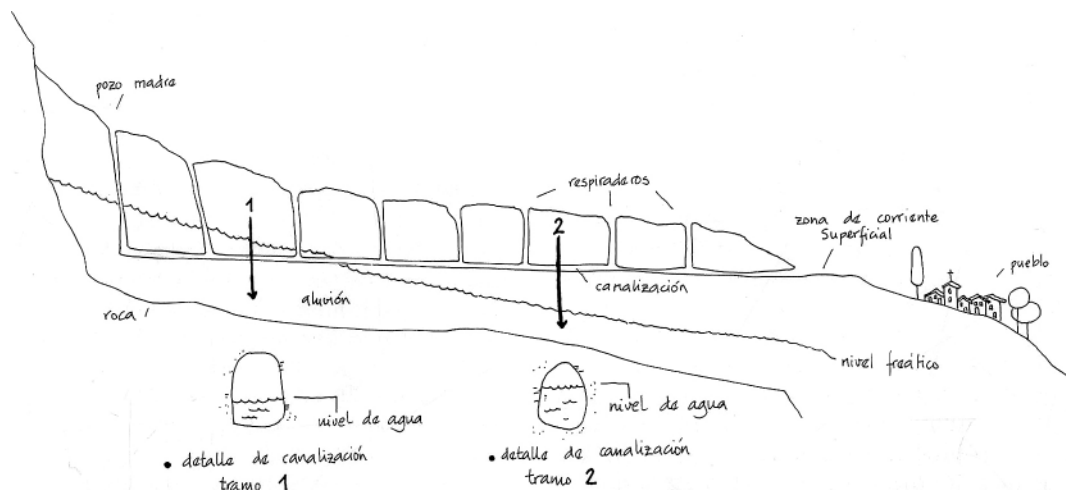 pozo madre
1
respiraderos
2
zona de corriente
Superficial
pueblo
canalización
aluvión
roca
nivel freático
nivel de agua
nivel de agua
• detalle de canalización
tramo 1
• detalle de canalización
tramo 2